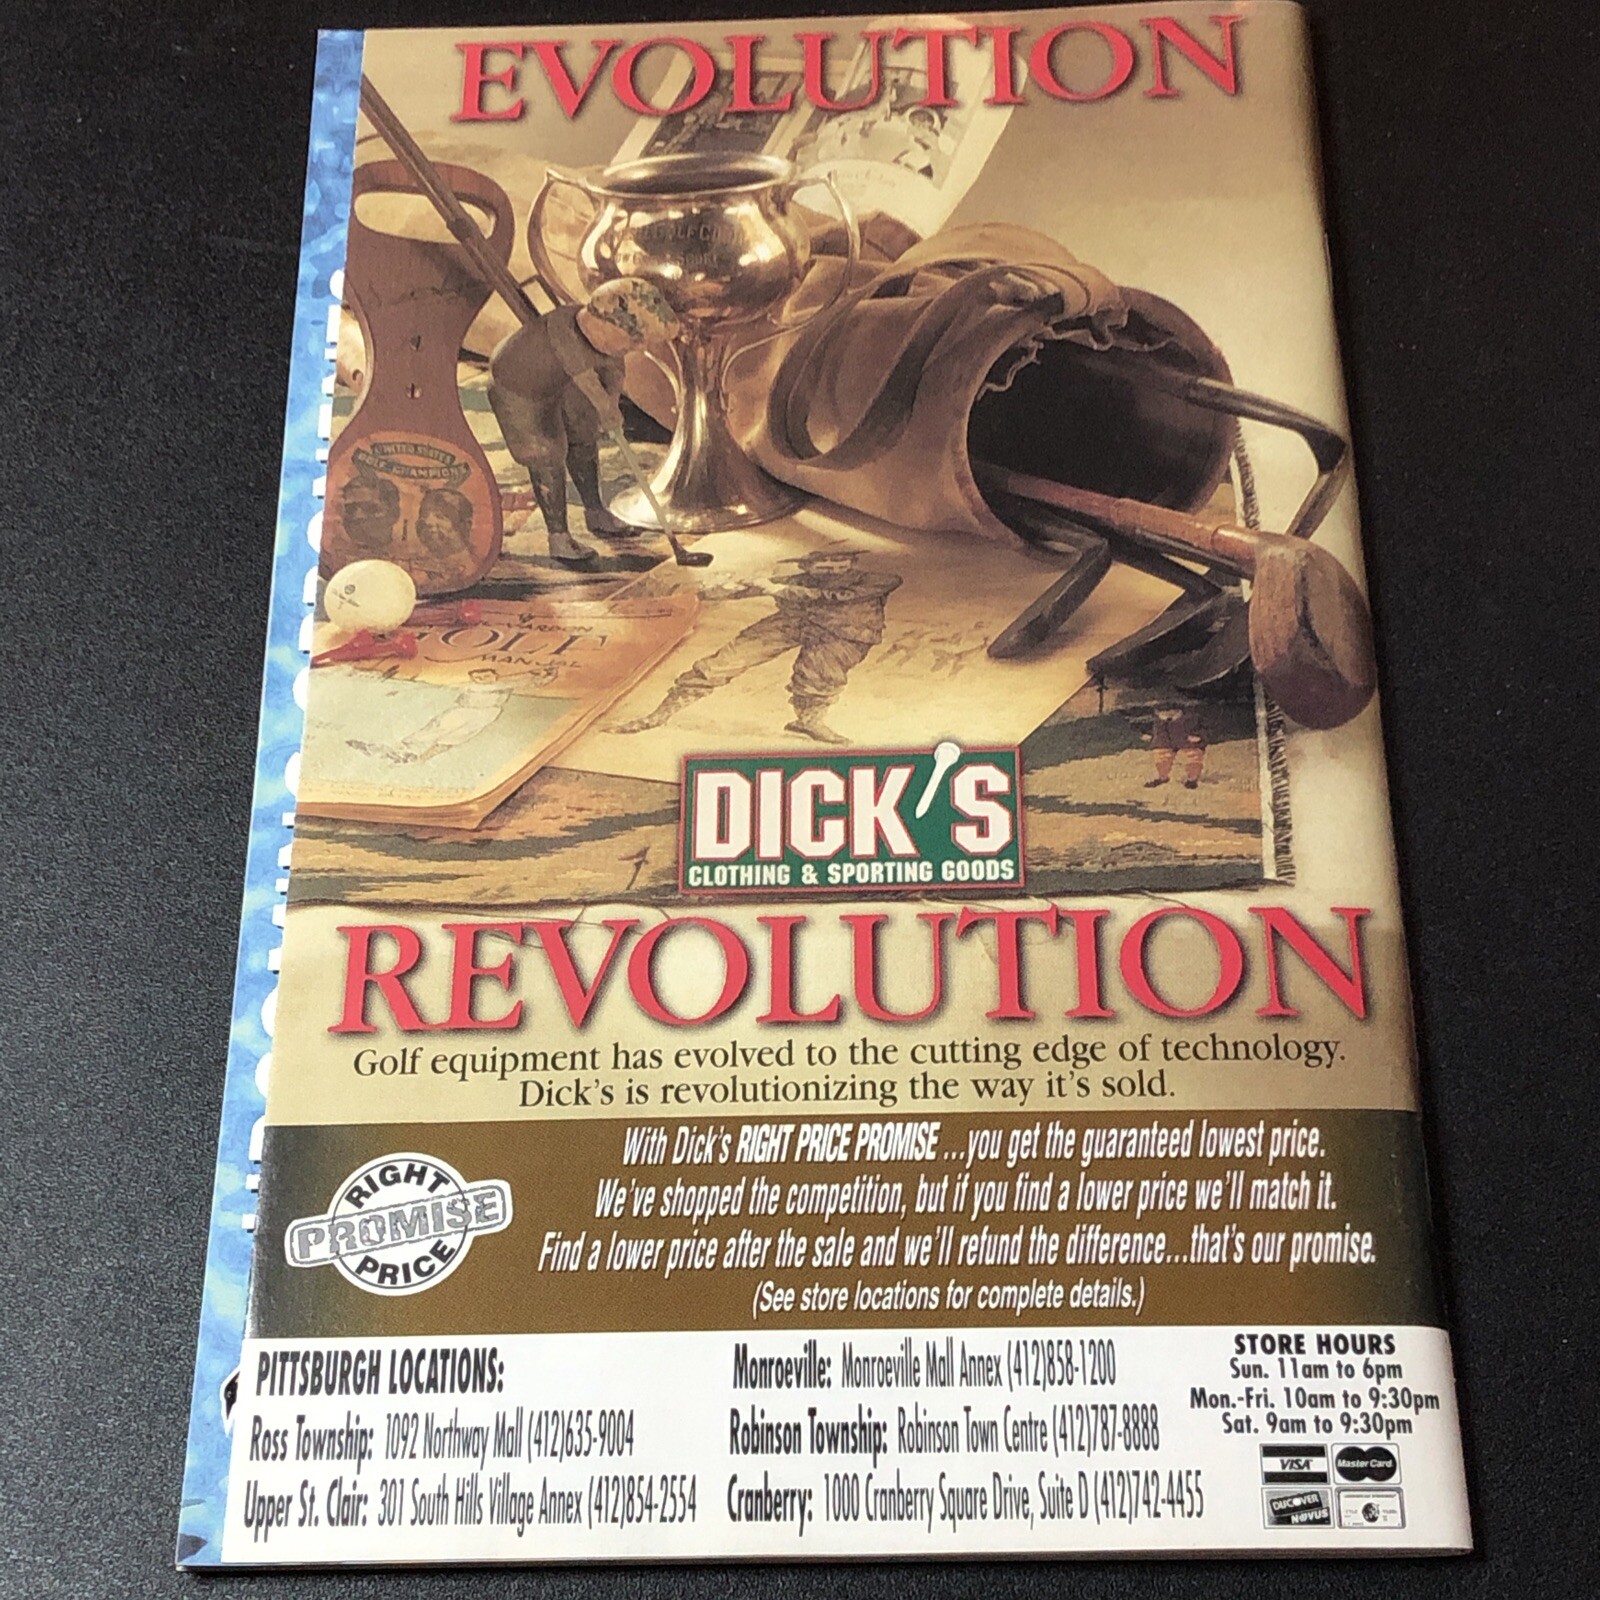 EVOLUTION
UNITED STATES
GOLF CHAMPIONS
VARDON
GOLF
MANUAL
DICK'S
CLOTHING & SPORTING GOODS
REVOLUTION
Golf equipment has evolved to the cutting edge of technology.
Dick's is revolutionizing the way it's sold.
RIGHT
PROMISE
PRICE
With Dick's RIGHT PRICE PROMISE ...you get the guaranteed lowest price.
We've shopped the competition, but if you find a lower price we'll match it.
Find a lower price after the sale and we'll refund the difference...that's our promise.
(See store locations for complete details.)
PITTSBURGH LOCATIONS:
Ross Township: 1092 Northway Mall (412)635-9004
Upper St. Clair: 301 South Hills Village Annex (412)854-2554
Monroeville: Monroeville Mall Annex (412)858-1200
Robinson Township: Robinson Town Centre (412)787-8888
Cranberry: 1000 Cranberry Square Drive, Suite D (412)742-4455
STORE HOURS
Sun. 11am to 6pm
Mon.-Fri. 10am to 9:30pm
Sat. 9am to 9:30pm
VISA
MasterCard
DISCOVER
NOVUS